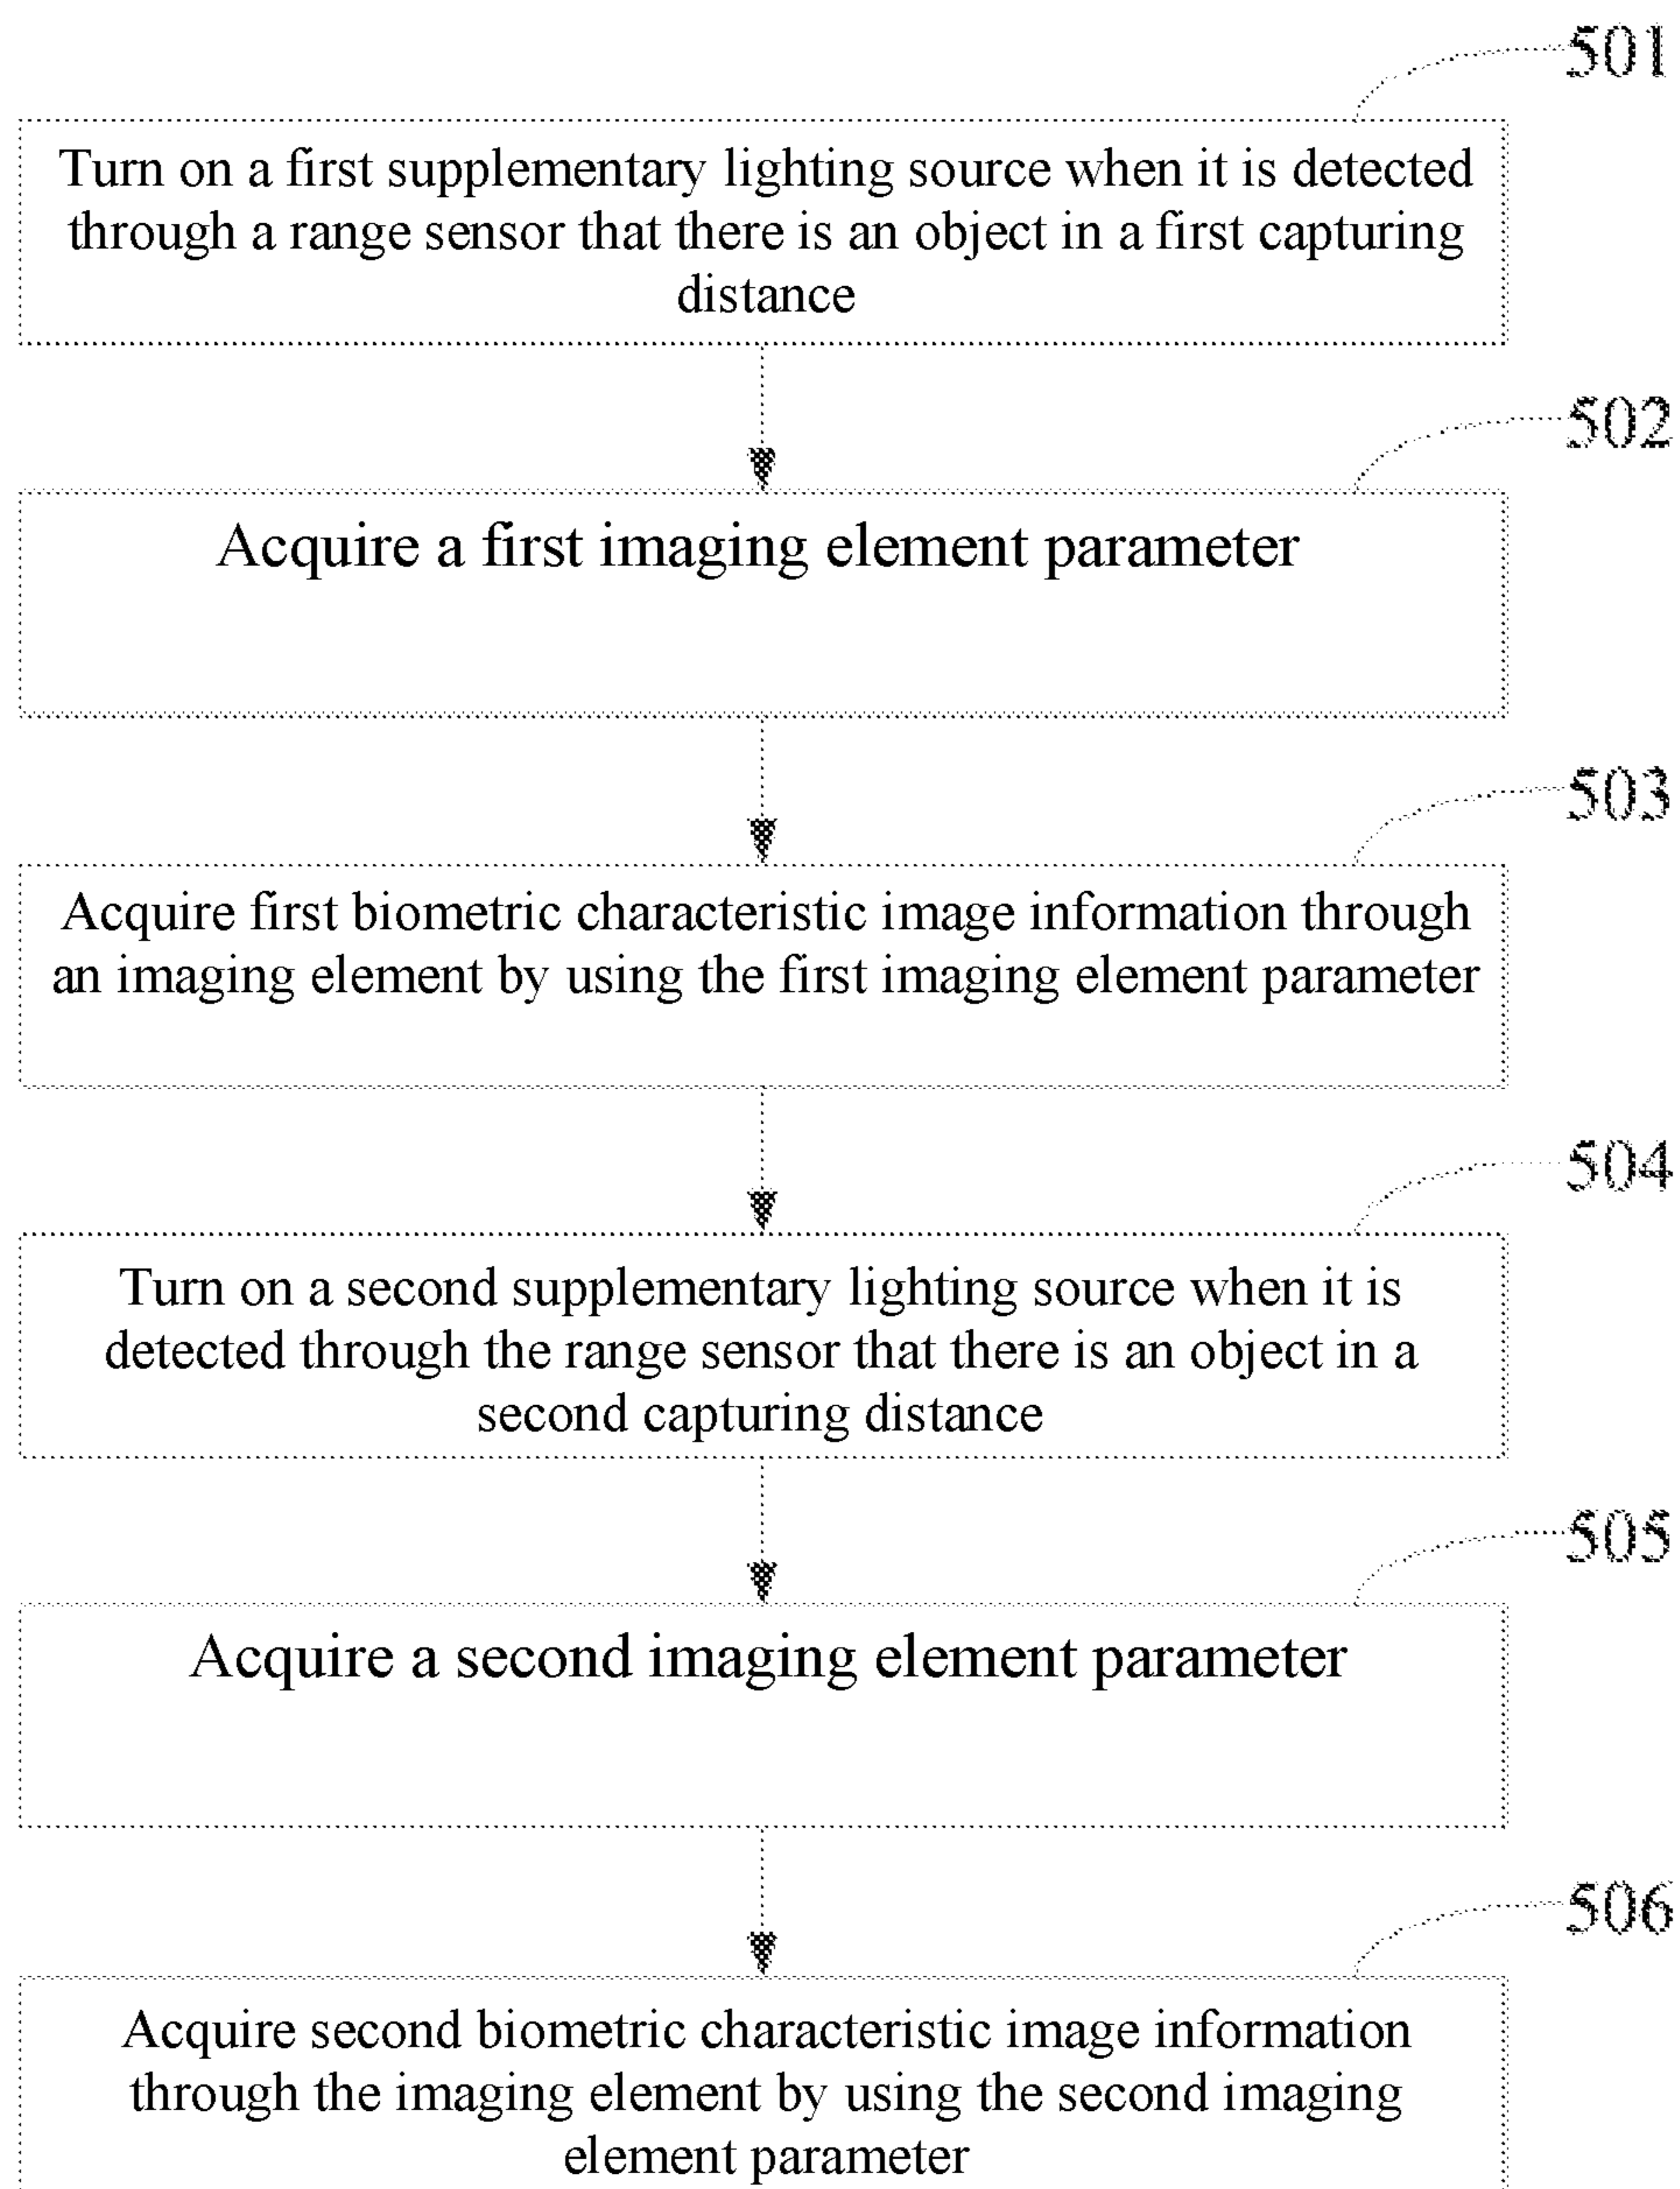 501
Turn on a first supplementary lighting source when it is detected
through a range sensor that there is an object in a first capturing
distance
502
Acquire a first imaging element parameter
503
Acquire first biometric characteristic image information through
an imaging element by using the first imaging element parameter
504
Turn on a second supplementary lighting source when it is
detected through the range sensor that there is an object in a
second capturing distance
505
Acquire a second imaging element parameter
506
Acquire second biometric characteristic image information
through the imaging element by using the second imaging
element parameter